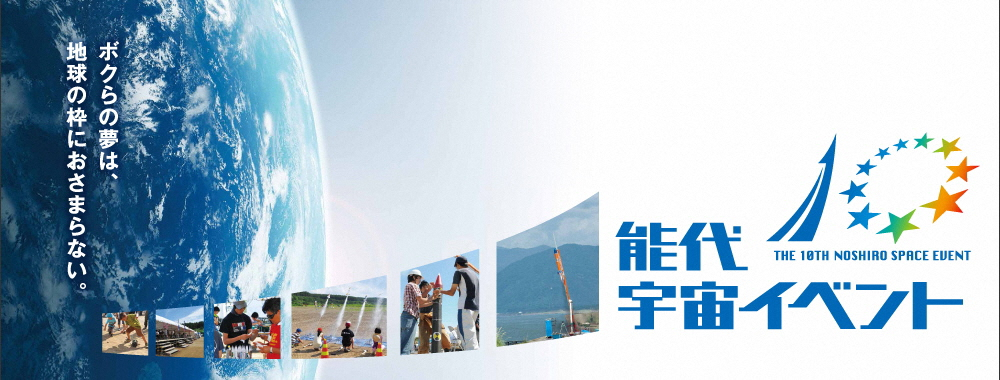 ボクらの夢は、
地球の枠におさまらない。
10
THE 10TH NOSHIRO SPACE EVENT
能代
宇宙イベント